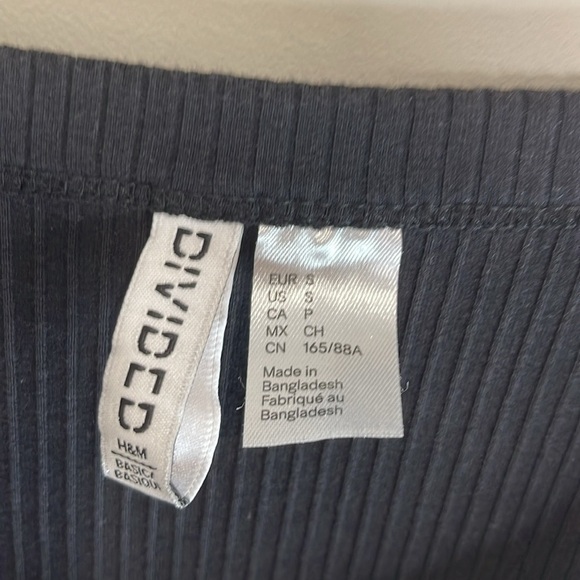 DIVIDED
H&M
BASICS
EUR S
US S
CA P
MX CH
CN 165/88A
Made in
Bangladesh
Fabriqué au
Bangladesh